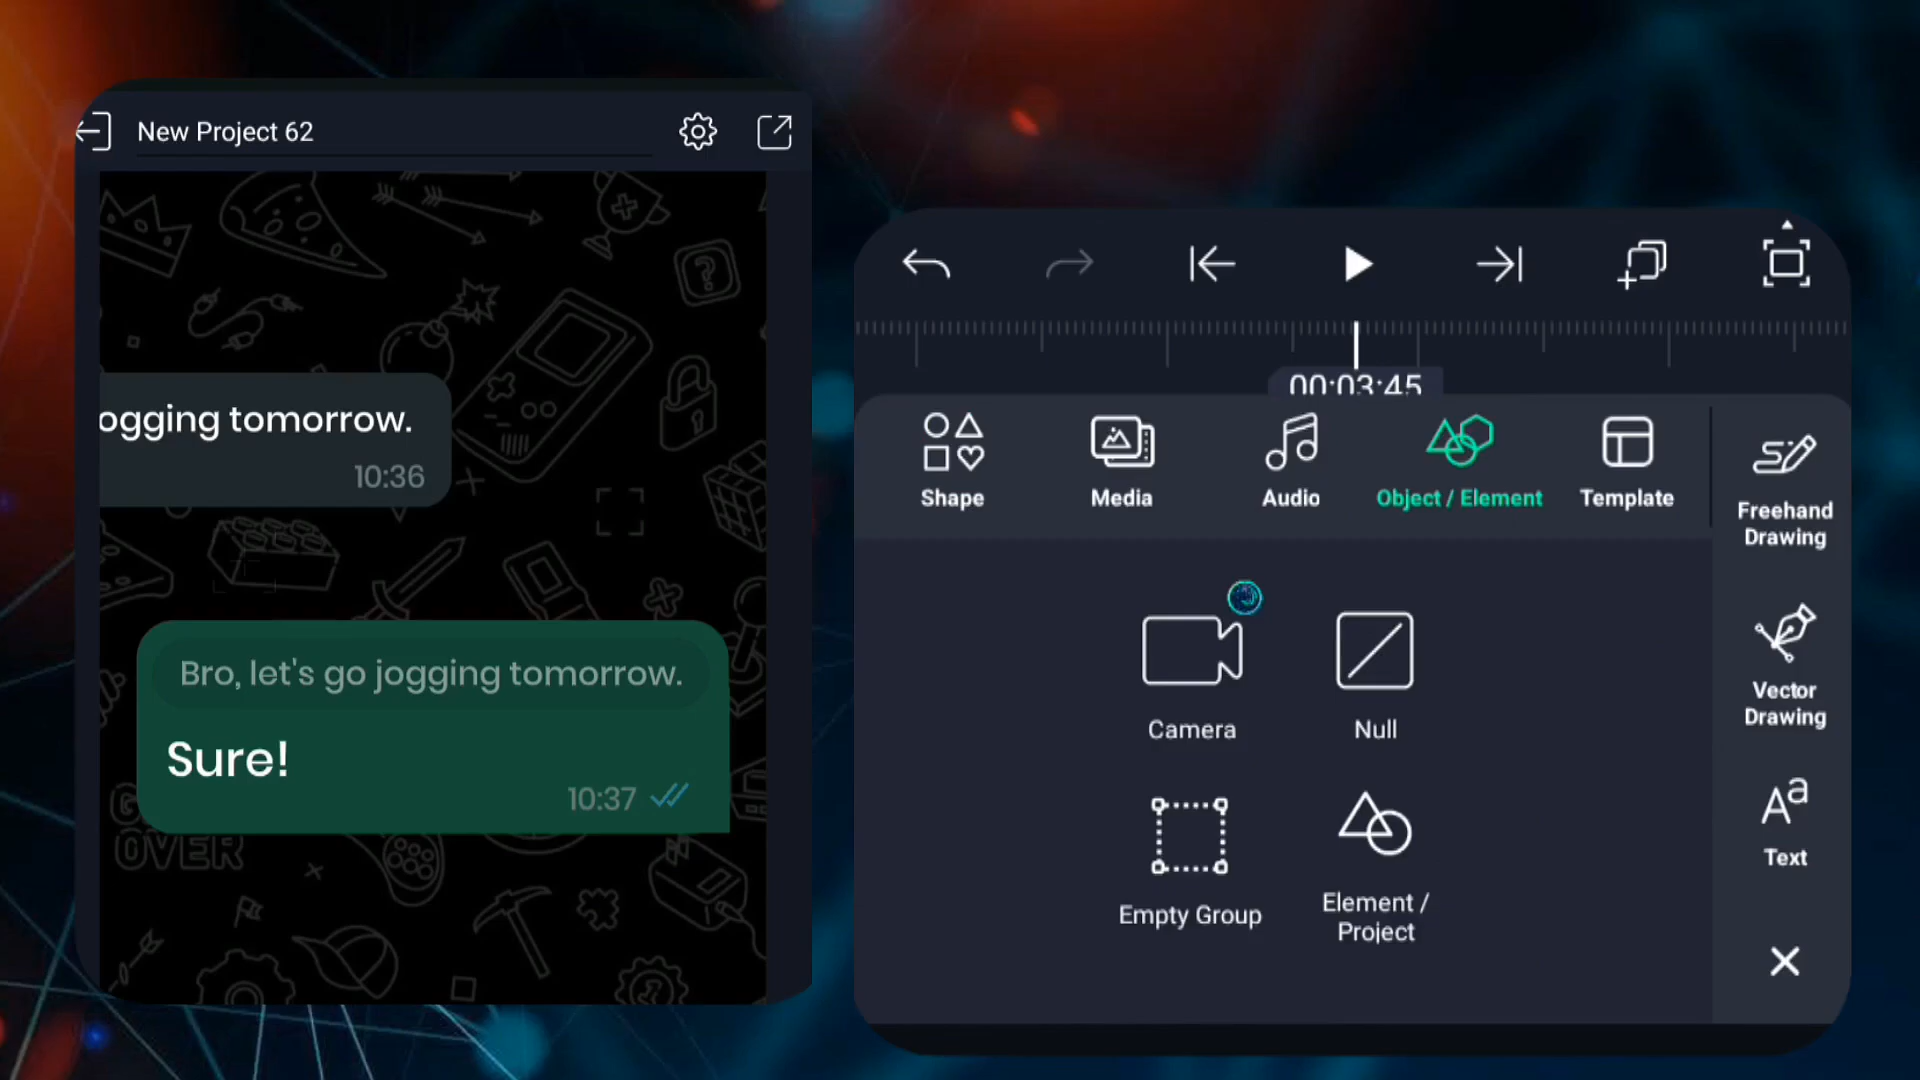 New Project 62
ogging tomorrow.
10:36
Bro, let's go jogging tomorrow.
Sure!
10:37
OVER
00:03:45
Shape
Media
Audio
Object / Element
Template
Freehand
Drawing
Camera
Null
Vector
Drawing
Empty Group
Element /
Project
Text